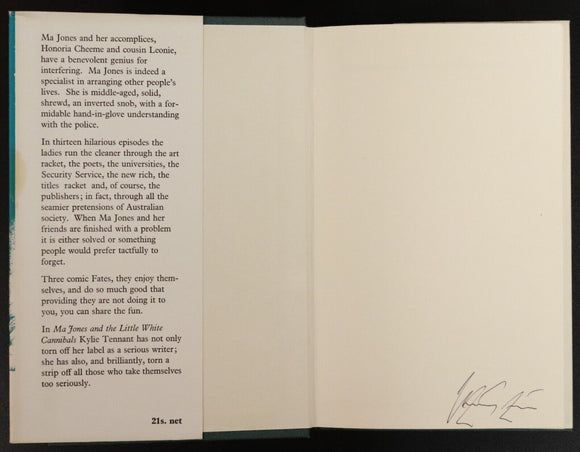 Ma Jones and her accomplices,
Honoria Cheeme and cousin Leonie,
have a benevolent genius for
interfering. Ma Jones is indeed a
specialist in arranging other people's
lives. She is middle-aged, solid,
shrewd, an inverted snob, with a for-
midable hand-in-glove understanding
with the police.
In thirteen hilarious episodes the
ladies run the cleaner through the art
racket, the poets, the universities, the
Security Service, the new rich, the
titles racket and, of course, the
publishers; in fact, through all the
seamier pretensions of Australian
society. When Ma Jones and her
friends are finished with a problem
it is either solved or something
people would prefer tactfully to
forget.
Three comic Fates, they enjoy them-
selves, and do so much good that
providing they are not doing it to
you, you can share the fun.
In Ma Jones and the Little White
Cannibals Kylie Tennant has not only
torn off her label as a serious writer;
she has also, and brilliantly, torn a
strip off all those who take themselves
too seriously.
21s. net